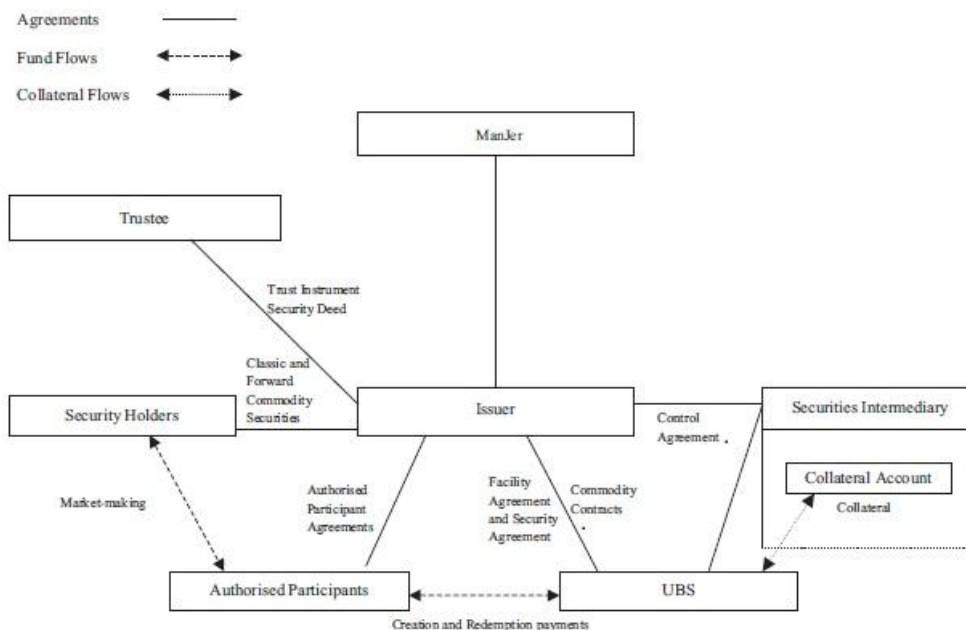 Agreements
Fund Flows
Collateral Flows
ManJer
Trustee
Trust Instrument
Security Deed
Classic and
Forward
Commodity
Securities
Security Holders
Issuer
Securities Intermediary
Control
Agreement
Collateral Account
Collateral
Market-making
Authorised
Participant
Agreements
Facility
Agreement
and Security
Agreement
Commodity
Contracts
Authorised Participants
UBS
Creation and Redemption payments